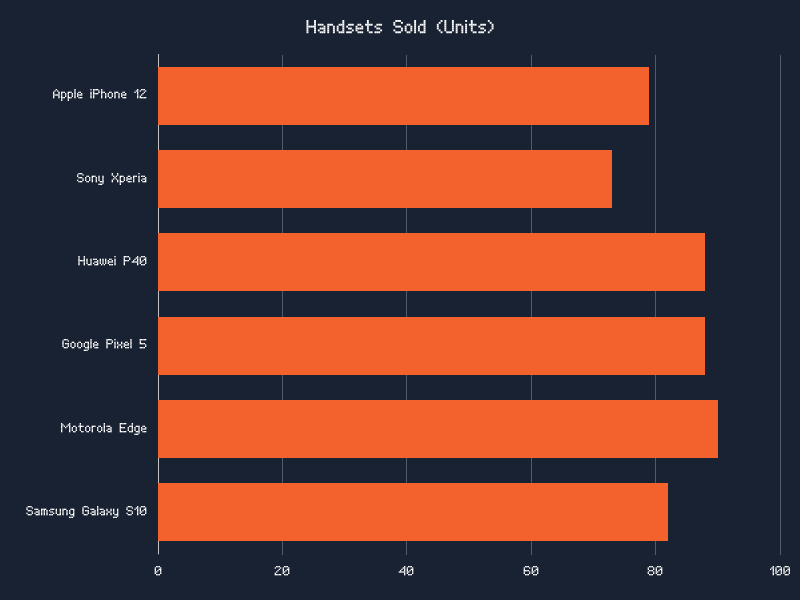 Handsets Sold (Units)
Apple iPhone 12
Sony Xperia
Huawei P40
Google Pixel 5
Motorola Edge
Samsung Galaxy S10
0 20 40 60 80 100